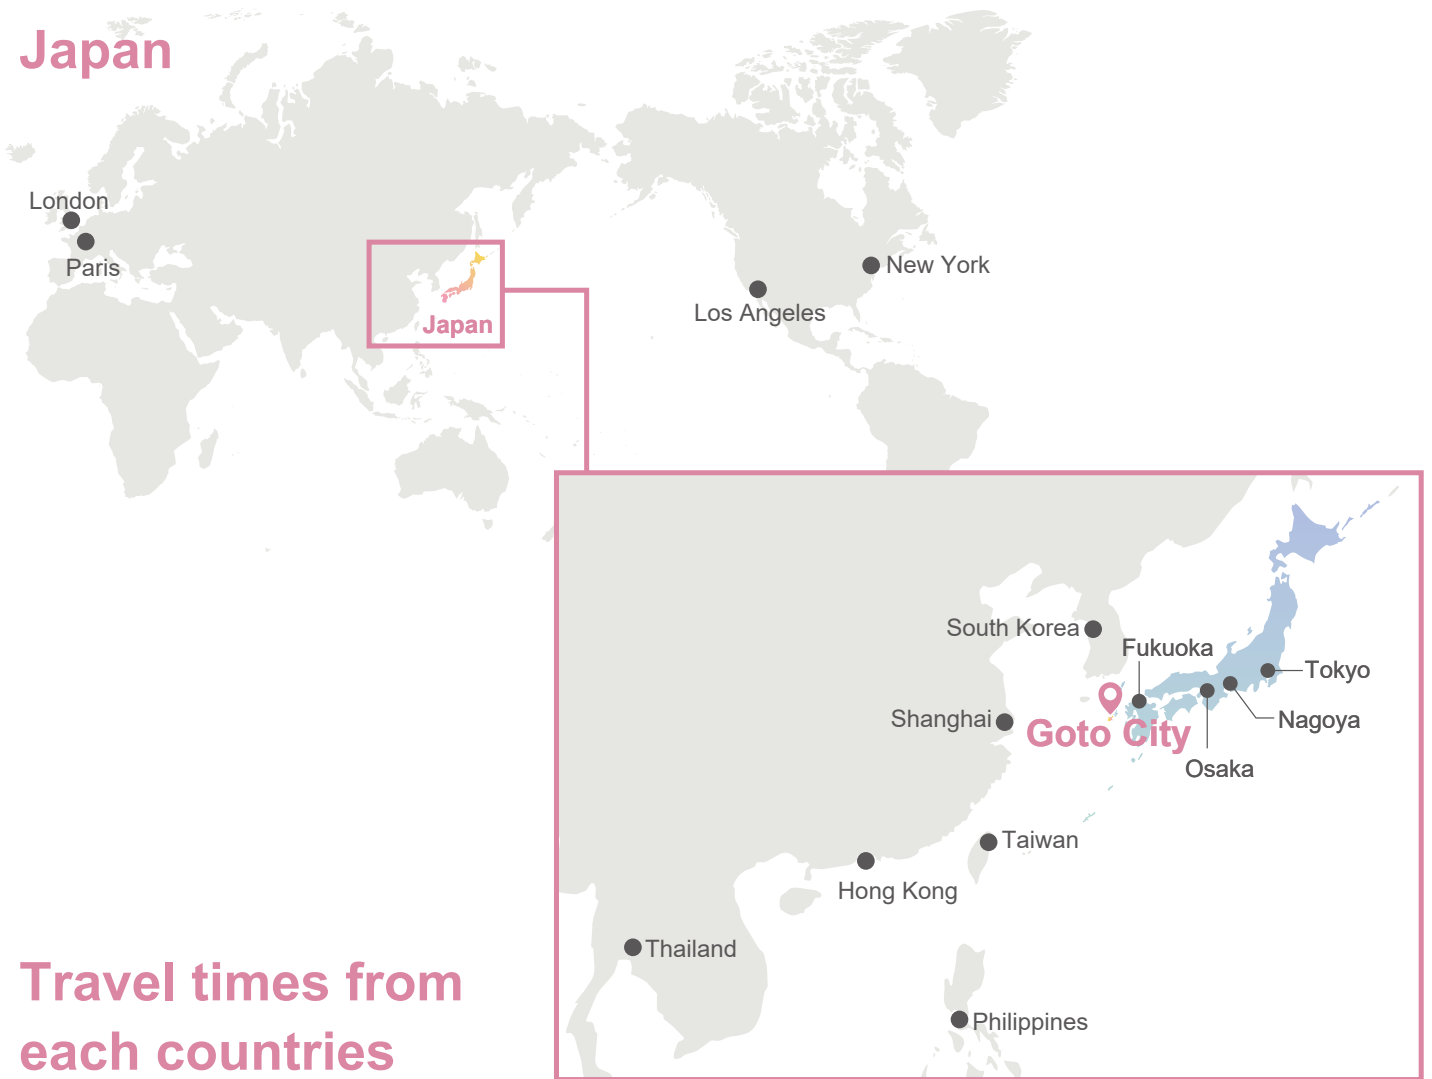 Japan
London
Paris
Japan
New York
Los Angeles
South Korea
Fukuoka
Tokyo
Shanghai
Goto City
Nagoya
Osaka
Taiwan
Hong Kong
Thailand
Philippines
Travel times from
each countries